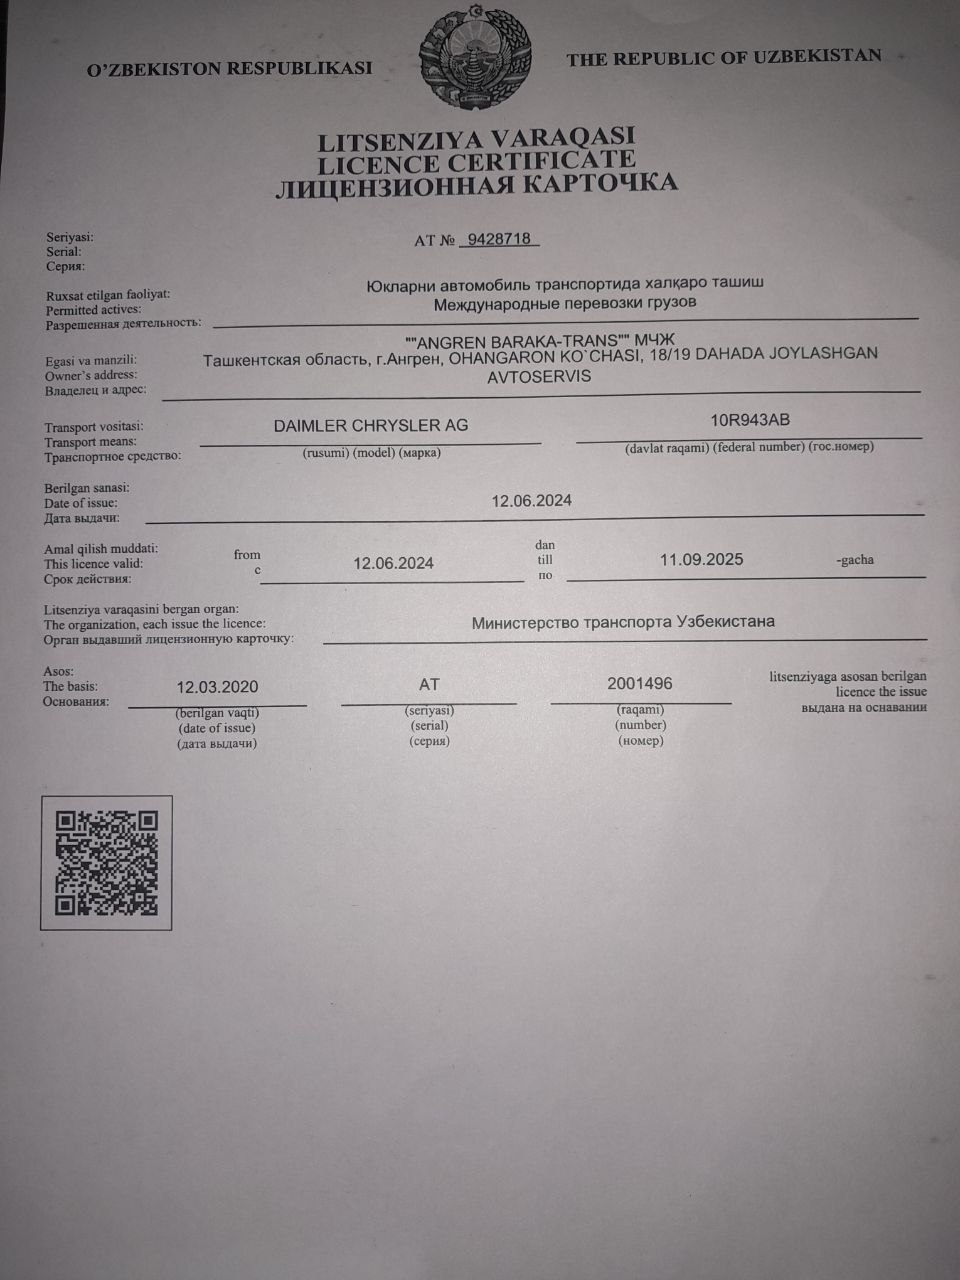 O’ZBEKISTON RESPUBLIKASI
THE REPUBLIC OF UZBEKISTAN
LITSENZIYA VARAQASI
LICENCE CERTIFICATE
ЛИЦЕНЗИОННАЯ КАРТОЧКА
Seriyasi:
Serial:
Серия:
АТ № 9428718
Ruxsat etilgan faoliyat:
Permitted actives:
Разрешенная деятельность:
Юкларни автомобиль транспортида халқаро ташиш
Международные перевозки грузов
Egasi va manzili:
Owner’s address:
Владелец и адрес:
""ANGREN BARAKA-TRANS"" МЧЖ
Ташкентская область, г.Ангрен, OHANGARON KO`CHASI, 18/19 DAHADA JOYLASHGAN
AVTOSERVIS
Transport vositasi:
Transport means:
Транспортное средство:
DAIMLER CHRYSLER AG
(rusumi) (model) (марка)
10R943AB
(davlat raqami) (federal number) (гос.номер)
Berilgan sanasi:
Date of issue:
Дата выдачи:
12.06.2024
Amal qilish muddati:
This licence valid:
Срок действия:
from
с
12.06.2024
dan
till
по
11.09.2025
-gacha
Litsenziya varaqasini bergan organ:
The organization, each issue the licence:
Орган выдавший лицензионную карточку:
Министерство транспорта Узбекистана
Asos:
The basis:
Основания:
12.03.2020
(berilgan vaqti)
(date of issue)
(дата выдачи)
АТ
(seriyasi)
(serial)
(серия)
2001496
(raqami)
(number)
(номер)
litsenziyaga asosan berilgan
licence the issue
выдана на оснавании